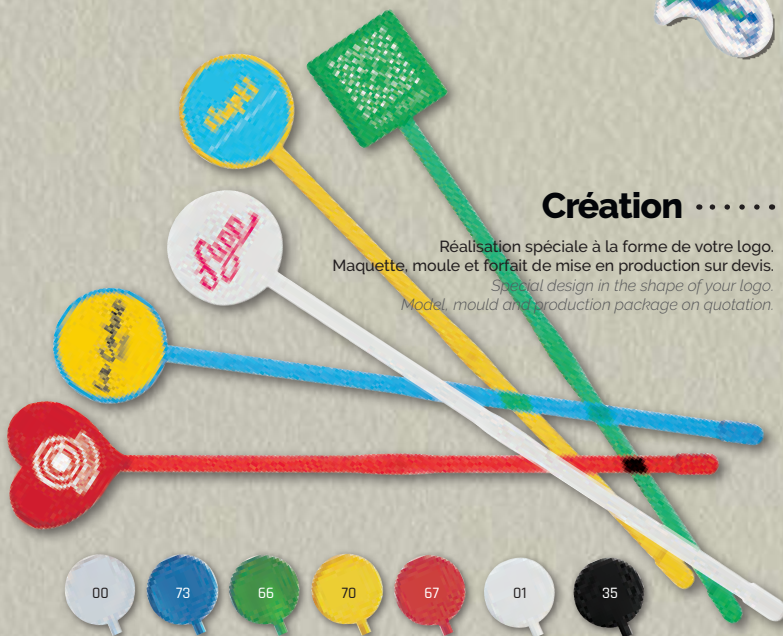 Création ······
Réalisation spéciale à la forme de votre logo.
Maquette, moule et forfait de mise en production sur devis.
Special design in the shape of your logo.
Model, mould and production package on quotation.
00 73 66 70 67 01 35